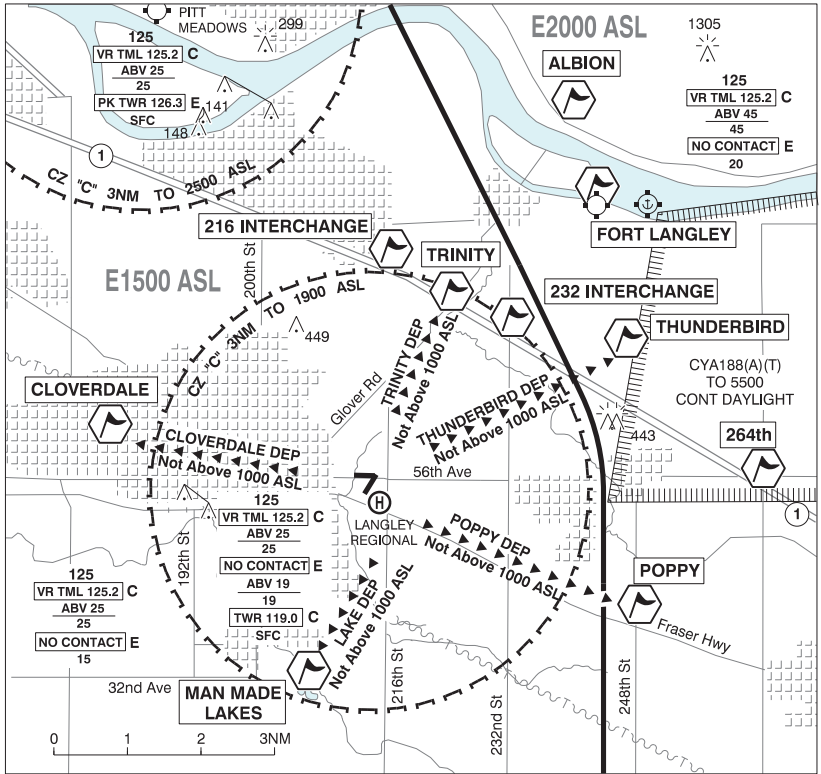 PITT
MEADOWS
299
E2000 ASL
1305
125
VR TML 125.2 C
ABV 25
25
PK TWR 126.3 E
SFC
141
148
ALBION
125
VR TML 125.2 C
ABV 45
45
NO CONTACT E
20
1
CZ "C" 3NM TO 2500 ASL
216 INTERCHANGE
200th St
TRINITY
FORT LANGLEY
E1500 ASL
232 INTERCHANGE
CZ "C" 3NM TO 1900 ASL
449
THUNDERBIRD
CYA188(A)(T)
TO 5500
CONT DAYLIGHT
TRINITY DEP
Not Above 1000 ASL
Glover Rd
THUNDERBIRD DEP
Not Above 1000 ASL
CLOVERDALE
443
264th
CLOVERDALE DEP
Not Above 1000 ASL
56th Ave
H
LANGLEY
REGIONAL
1
125
VR TML 125.2 C
ABV 25
25
NO CONTACT E
ABV 19
19
TWR 119.0 C
SFC
192th St
POPPY DEP
Not Above 1000 ASL
POPPY
125
VR TML 125.2 C
ABV 25
25
NO CONTACT E
15
LAKE DEP
Not Above 1000 ASL
Fraser Hwy
216th St
232nd St
248th St
32nd Ave
MAN MADE
LAKES
0 1 2 3NM